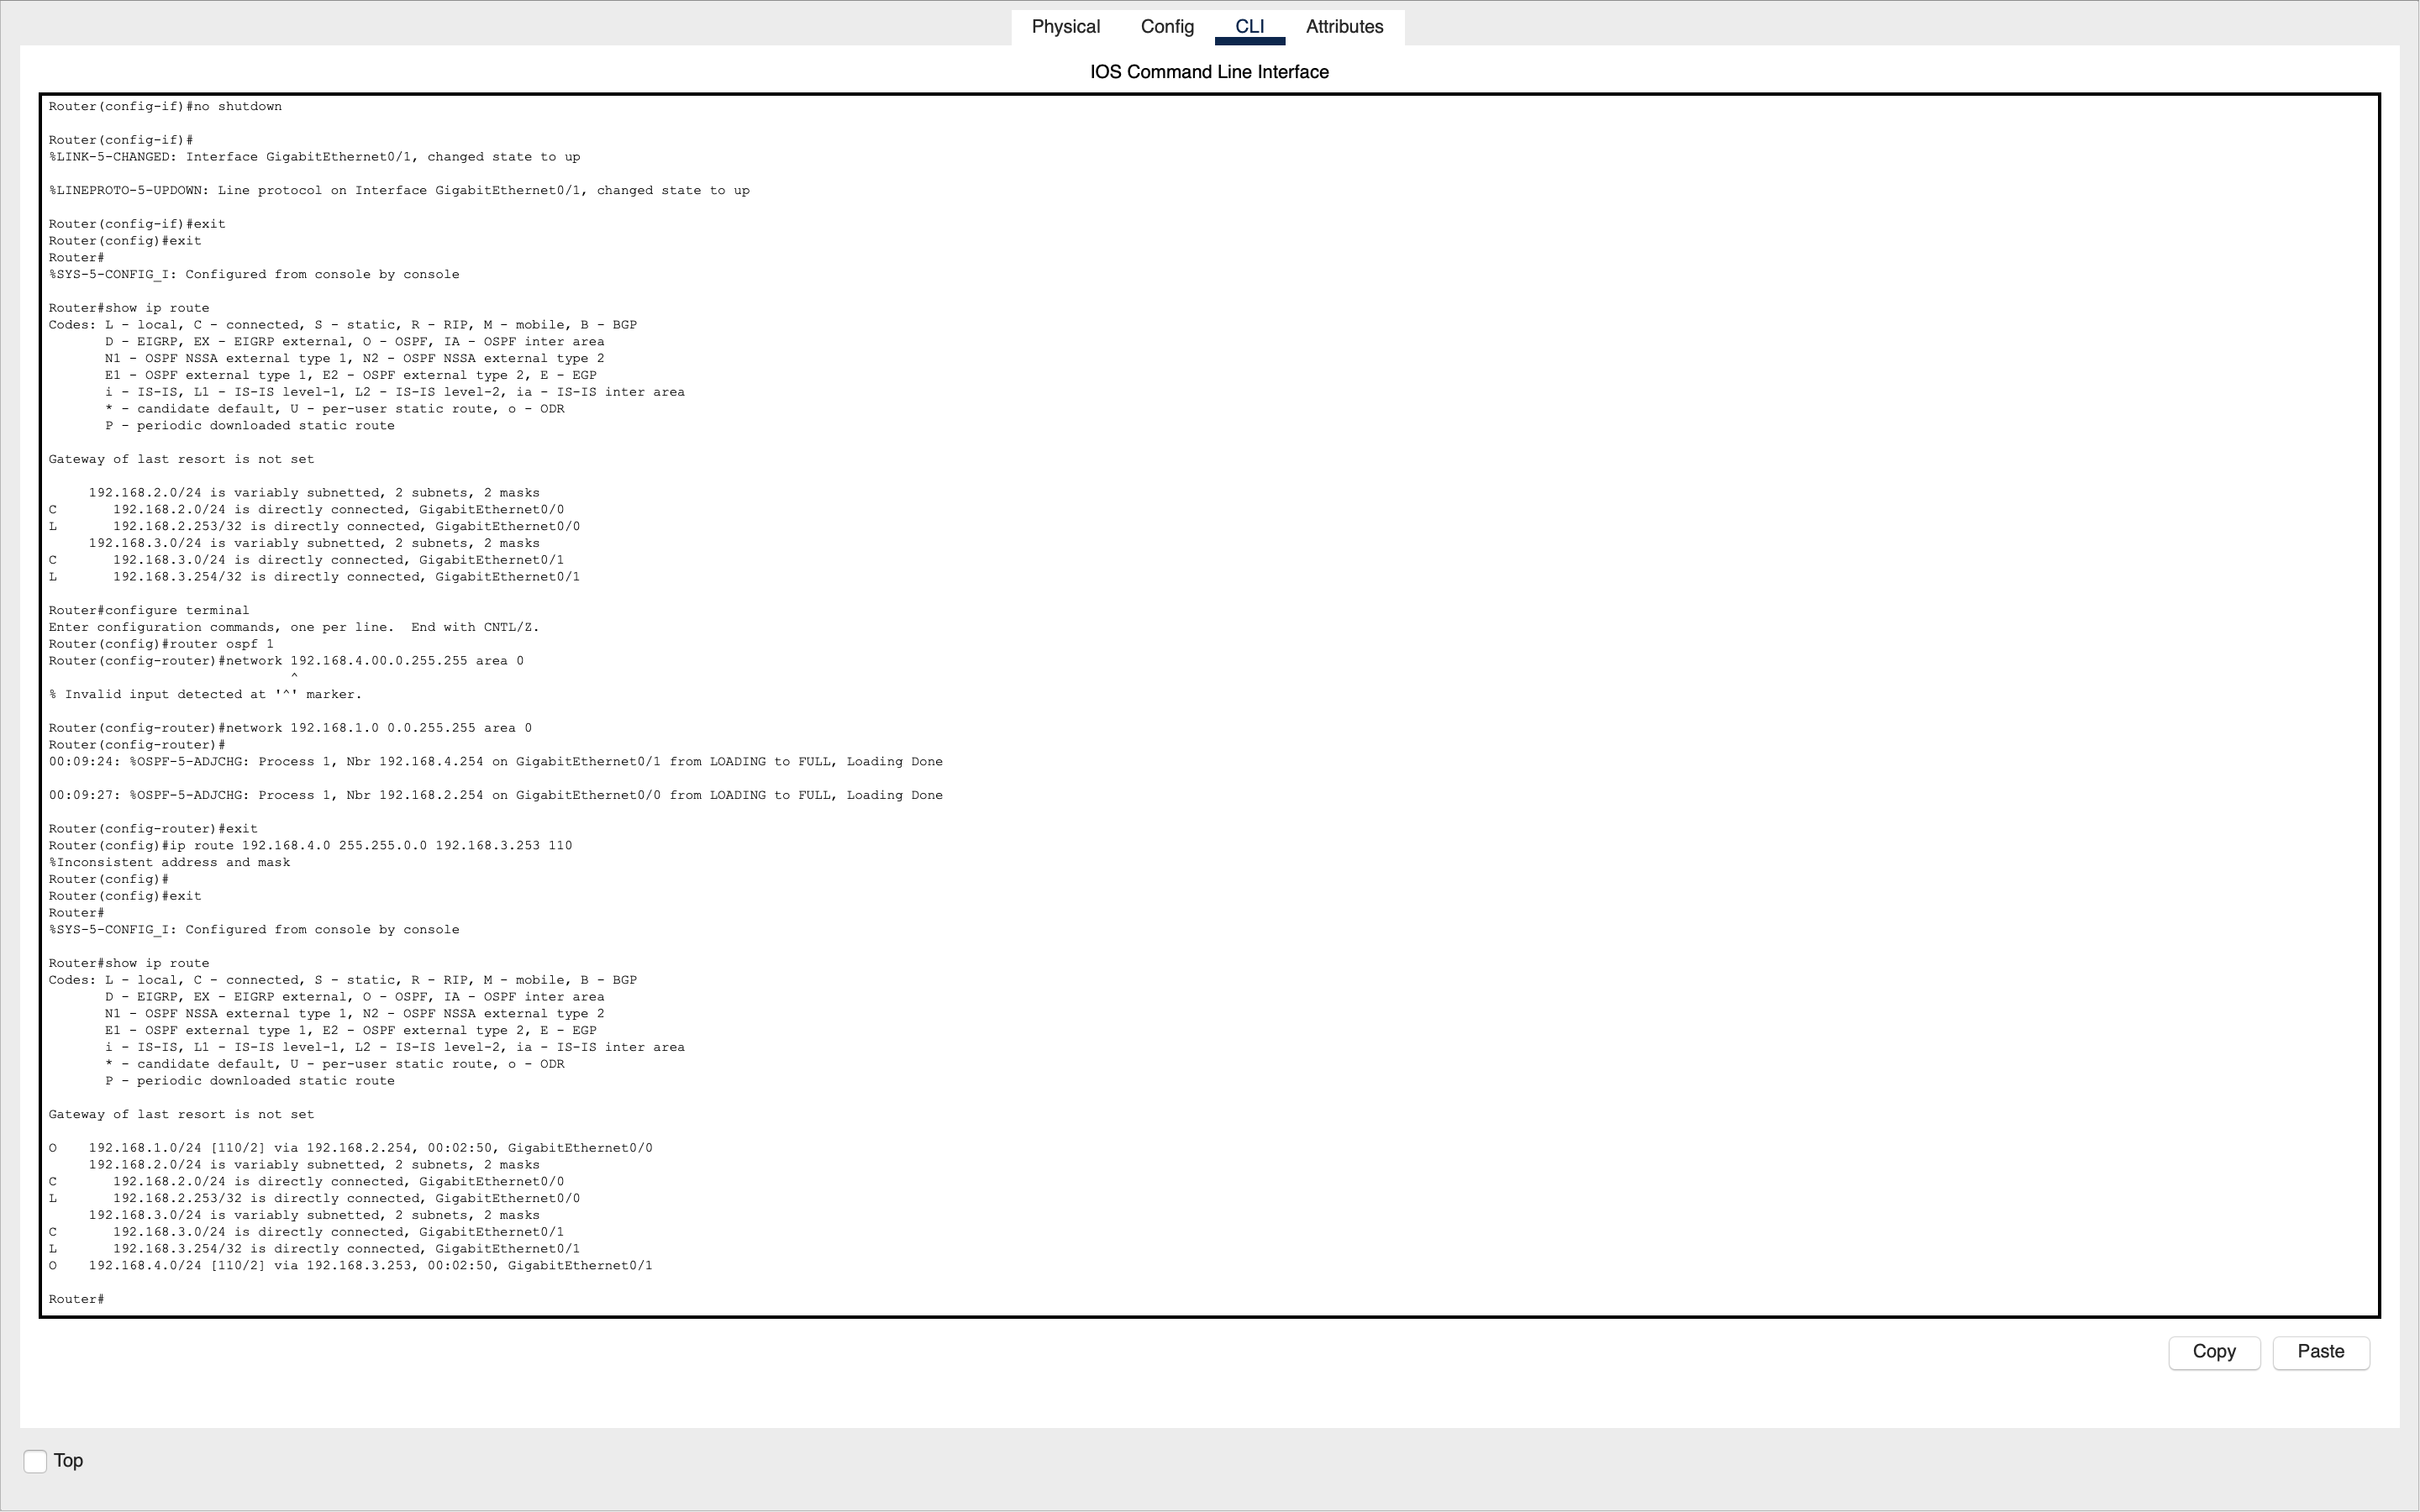 Physical Config CLI Attributes
IOS Command Line Interface
Router(config-if)#no shutdown
Router(config-if)#
%LINK-5-CHANGED: Interface GigabitEthernet0/1, changed state to up
%LINEPROTO-5-UPDOWN: Line protocol on Interface GigabitEthernet0/1, changed state to up
Router(config-if)#exit
Router(config)#exit
Router#
%SYS-5-CONFIG_I: Configured from console by console
Router#show ip route
Codes: L - local, C - connected, S - static, R - RIP, M - mobile, B - BGP
D - EIGRP, EX - EIGRP external, O - OSPF, IA - OSPF inter area
N1 - OSPF NSSA external type 1, N2 - OSPF NSSA external type 2
E1 - OSPF external type 1, E2 - OSPF external type 2, E - EGP
i - IS-IS, L1 - IS-IS level-1, L2 - IS-IS level-2, ia - IS-IS inter area
* - candidate default, U - per-user static route, o - ODR
P - periodic downloaded static route
Gateway of last resort is not set
192.168.2.0/24 is variably subnetted, 2 subnets, 2 masks
C 192.168.2.0/24 is directly connected, GigabitEthernet0/0
L 192.168.2.253/32 is directly connected, GigabitEthernet0/0
192.168.3.0/24 is variably subnetted, 2 subnets, 2 masks
C 192.168.3.0/24 is directly connected, GigabitEthernet0/1
L 192.168.3.254/32 is directly connected, GigabitEthernet0/1
Router#configure terminal
Enter configuration commands, one per line. End with CNTL/Z.
Router(config)#router ospf 1
Router(config-router)#network 192.168.4.00.0.255.255 area 0
^
% Invalid input detected at '^' marker.
Router(config-router)#network 192.168.1.0 0.0.255.255 area 0
Router(config-router)#
00:09:24: %OSPF-5-ADJCHG: Process 1, Nbr 192.168.4.254 on GigabitEthernet0/1 from LOADING to FULL, Loading Done
00:09:27: %OSPF-5-ADJCHG: Process 1, Nbr 192.168.2.254 on GigabitEthernet0/0 from LOADING to FULL, Loading Done
Router(config-router)#exit
Router(config)#ip route 192.168.4.0 255.255.0.0 192.168.3.253 110
%Inconsistent address and mask
Router(config)#
Router(config)#exit
Router#
%SYS-5-CONFIG_I: Configured from console by console
Router#show ip route
Codes: L - local, C - connected, S - static, R - RIP, M - mobile, B - BGP
D - EIGRP, EX - EIGRP external, O - OSPF, IA - OSPF inter area
N1 - OSPF NSSA external type 1, N2 - OSPF NSSA external type 2
E1 - OSPF external type 1, E2 - OSPF external type 2, E - EGP
i - IS-IS, L1 - IS-IS level-1, L2 - IS-IS level-2, ia - IS-IS inter area
* - candidate default, U - per-user static route, o - ODR
P - periodic downloaded static route
Gateway of last resort is not set
O 192.168.1.0/24 [110/2] via 192.168.2.254, 00:02:50, GigabitEthernet0/0
192.168.2.0/24 is variably subnetted, 2 subnets, 2 masks
C 192.168.2.0/24 is directly connected, GigabitEthernet0/0
L 192.168.2.253/32 is directly connected, GigabitEthernet0/0
192.168.3.0/24 is variably subnetted, 2 subnets, 2 masks
C 192.168.3.0/24 is directly connected, GigabitEthernet0/1
L 192.168.3.254/32 is directly connected, GigabitEthernet0/1
O 192.168.4.0/24 [110/2] via 192.168.3.253, 00:02:50, GigabitEthernet0/1
Router#
Copy Paste
Top